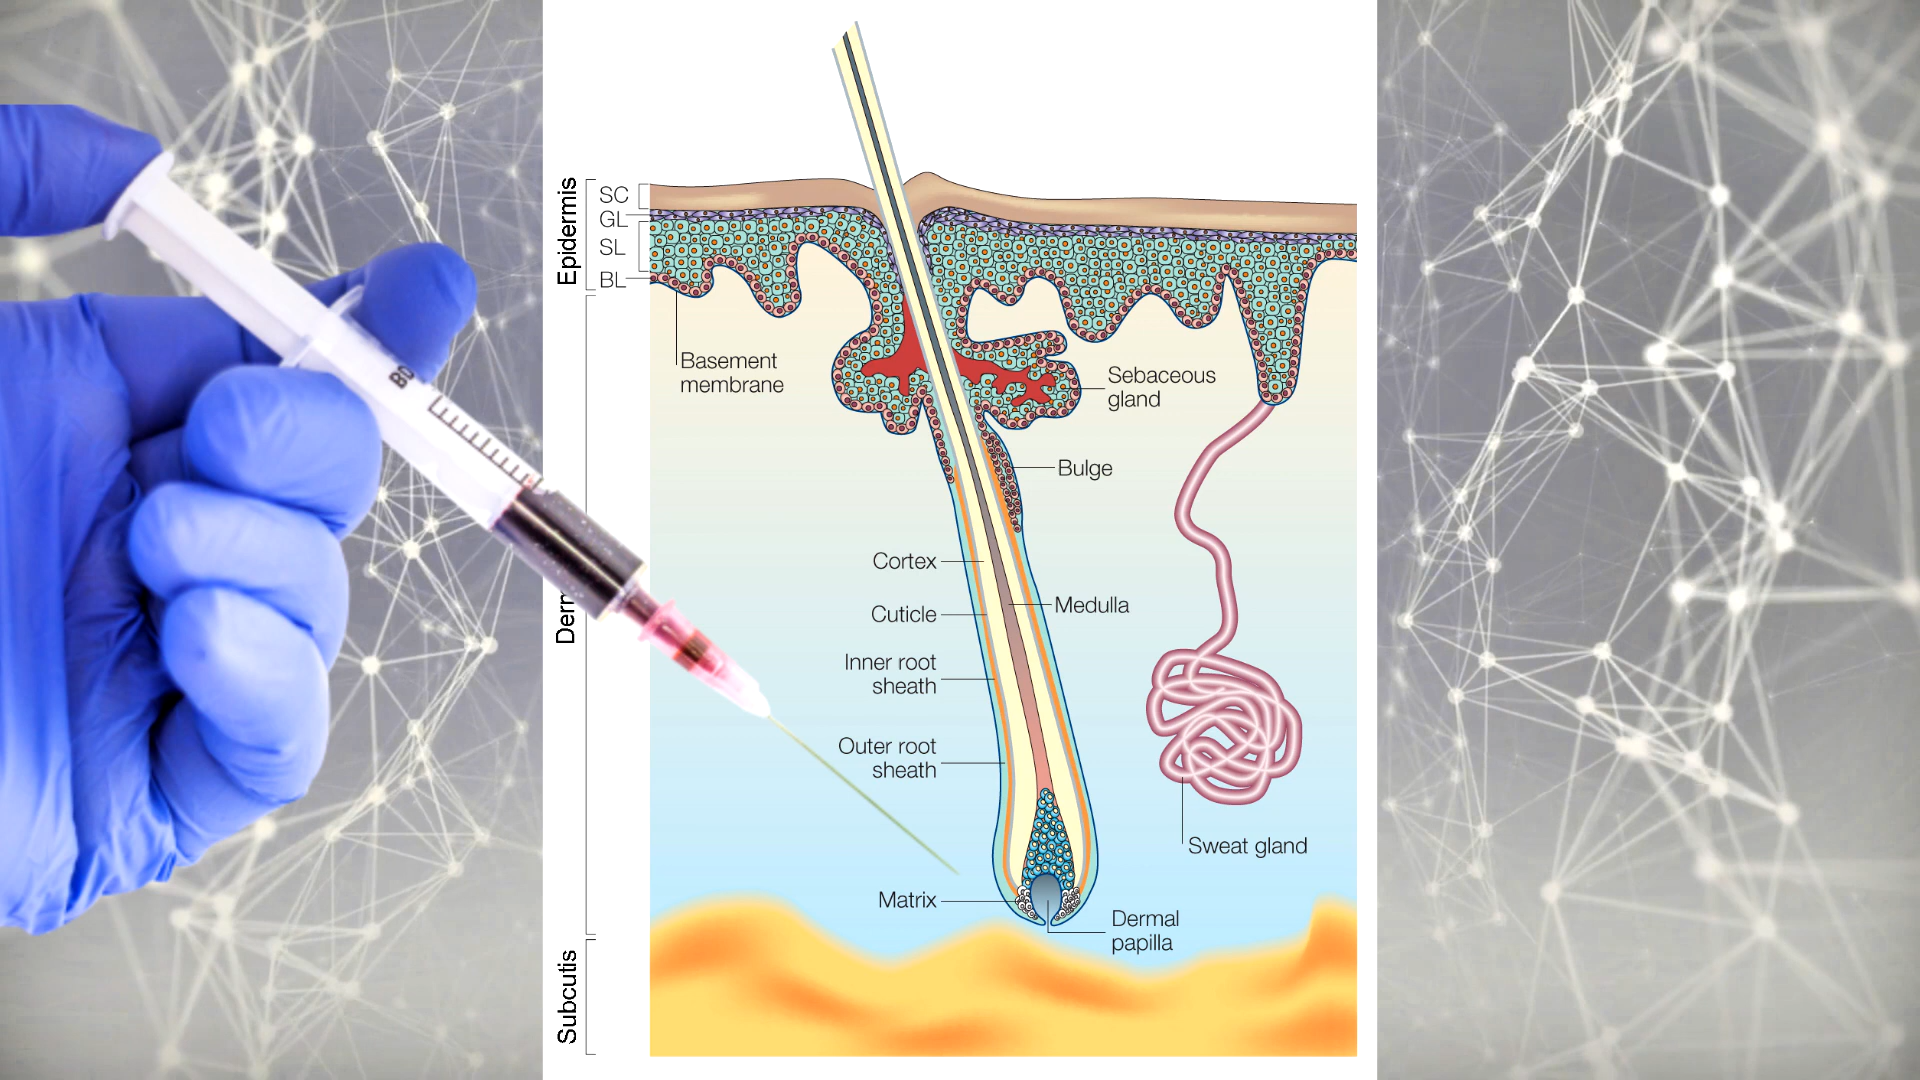 Epidermis
SC
GL
SL
BL
Basement
membrane
Sebaceous
gland
Bulge
Cortex
Cuticle
Medulla
Inner root
sheath
Outer root
sheath
Sweat gland
Matrix
Dermal
papilla
Subcutis